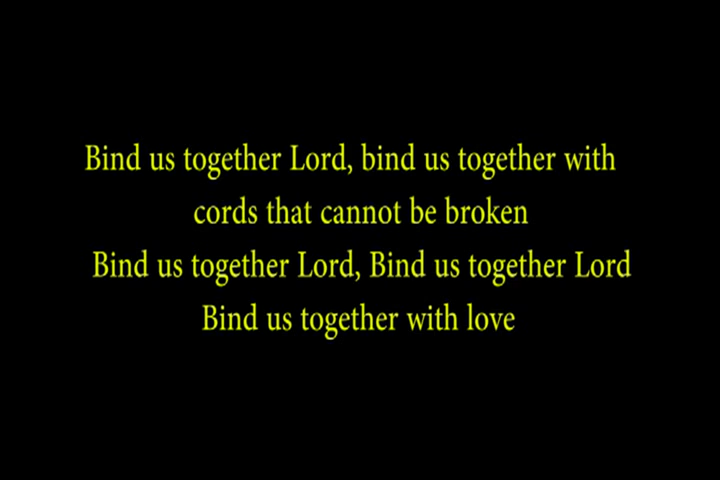 Bind us together Lord, bind us together with
cords that cannot be broken
Bind us together Lord, Bind us together Lord
Bind us together with love